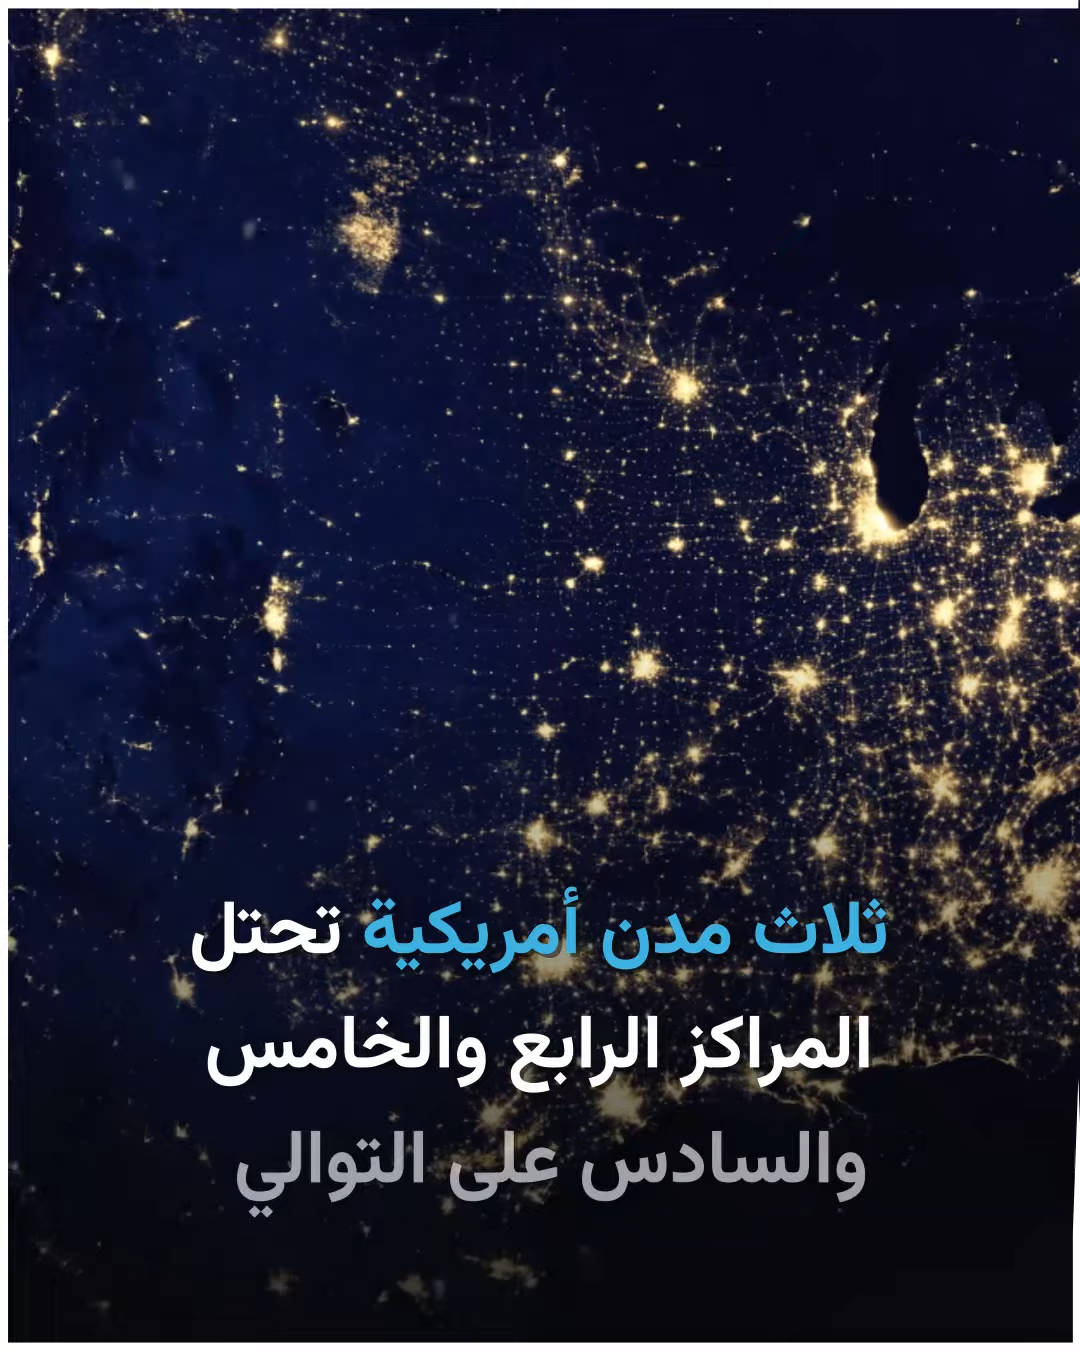 ثلاث مدن أمريكية تحتل
المراكز الرابع والخامس
والسادس على التوالي